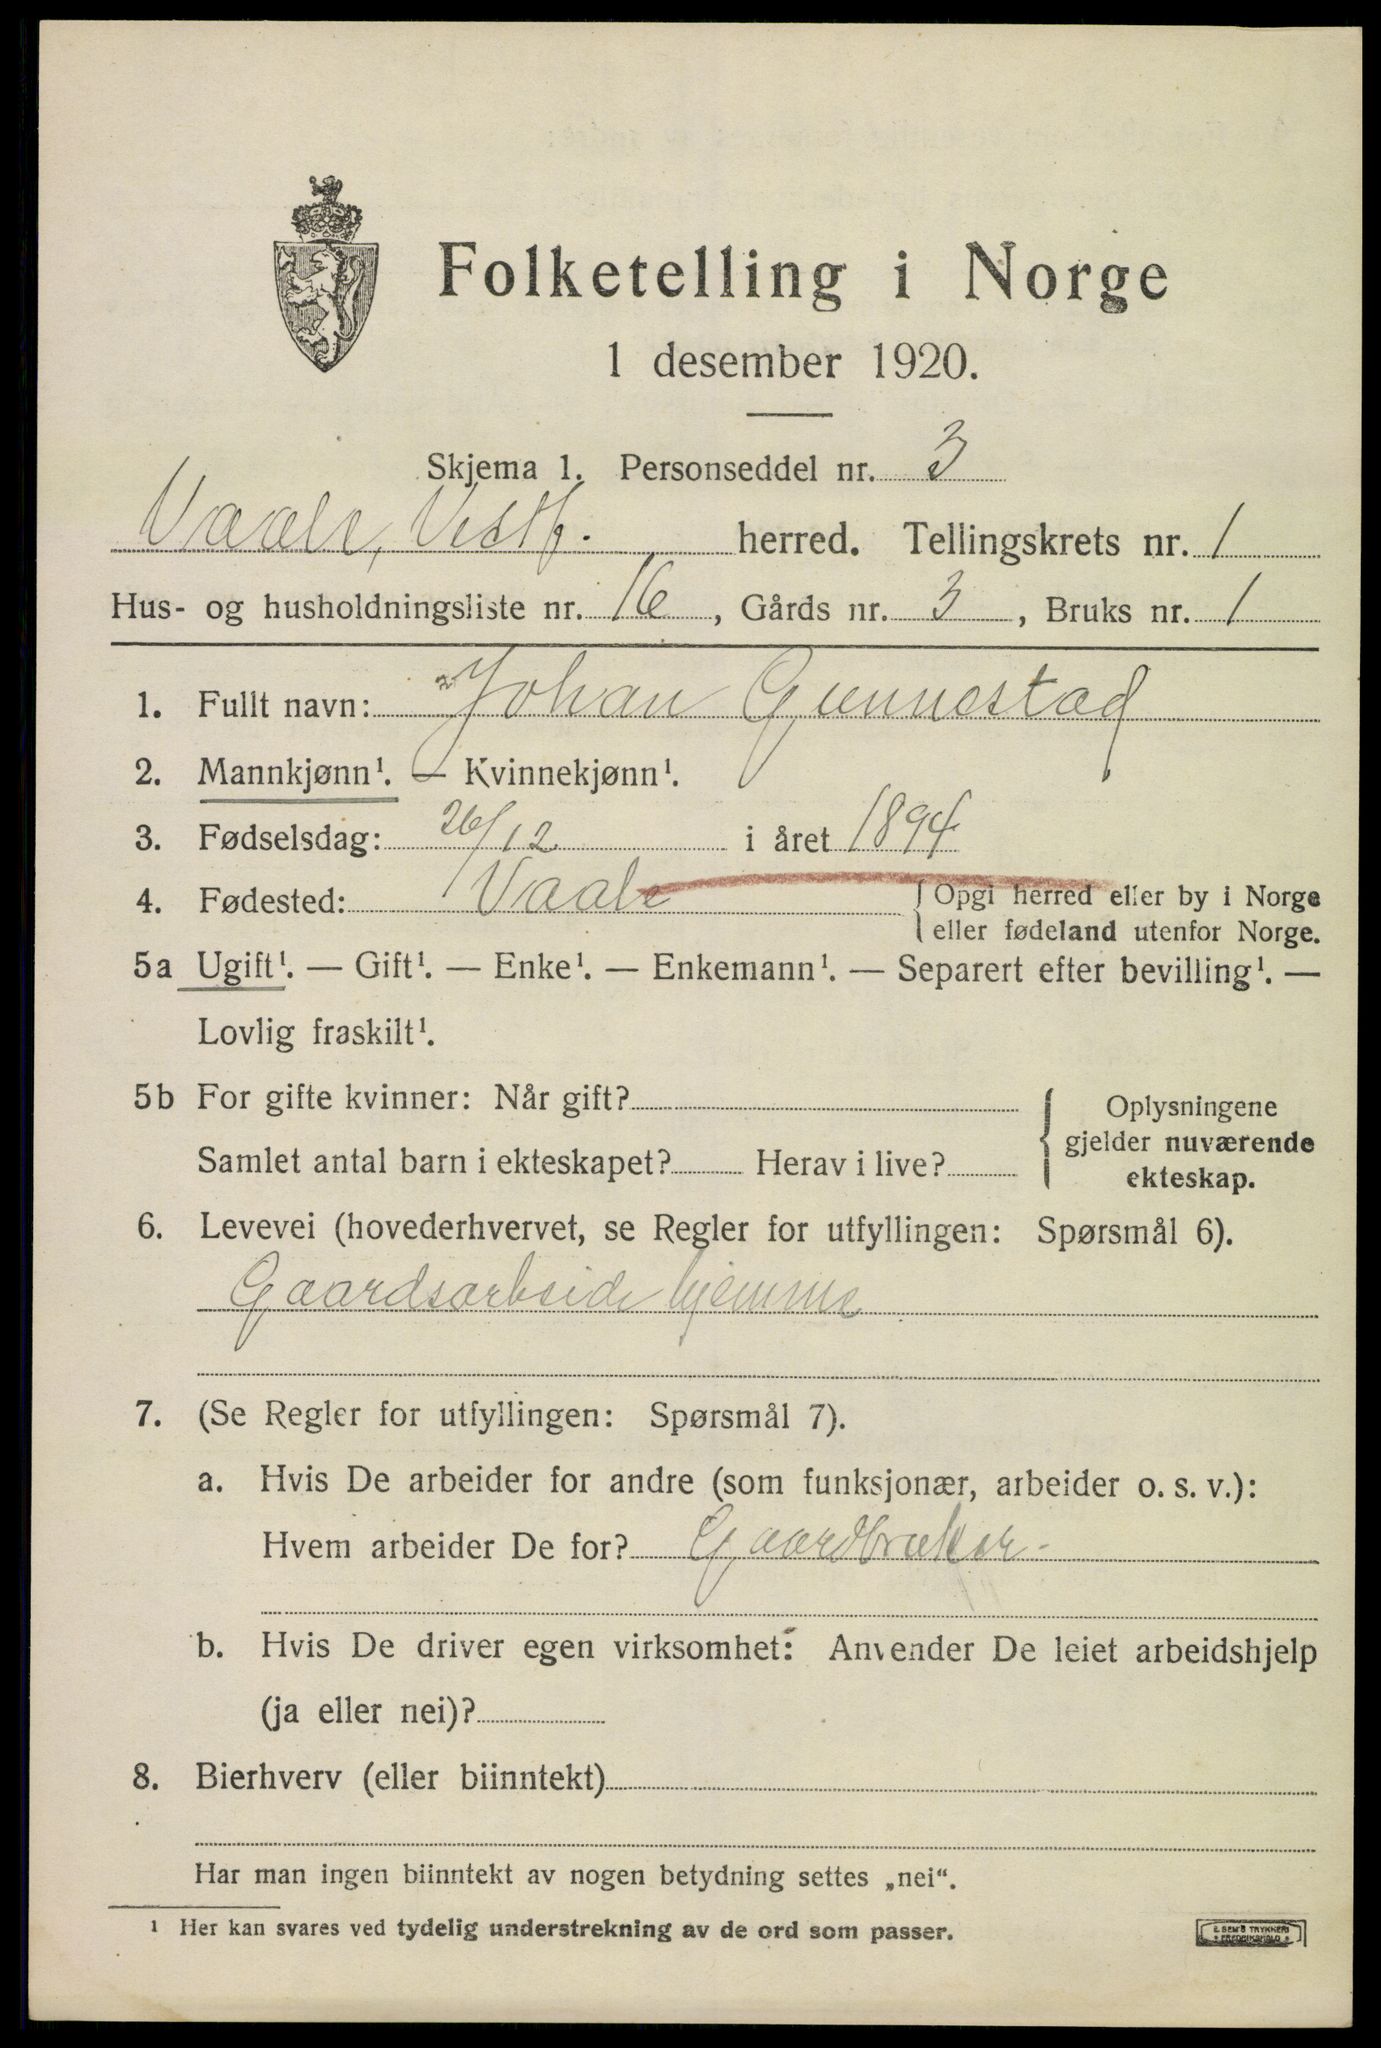 Folketelling i Norge
1 desember 1920.
Skjema 1. Personseddel nr. 3
Vaale, Vestf. herred. Tellingskrets nr. 1
Hus- og husholdningsliste nr. 16, Gårds nr. 3, Bruks nr. 1
1. Fullt navn: Johan Gunnestad
2. Mannkjønn¹. — Kvinnekjønn¹.
3. Fødselsdag: 26/12 i året 1894
4. Fødested: Vaale {Opgi herred eller by i Norge
eller fødeland utenfor Norge.
5a Ugift¹. — Gift¹. — Enke¹. — Enkemann¹. — Separert efter bevilling¹. —
Lovlig fraskilt¹.
5b For gifte kvinner: Når gift?
Samlet antal barn i ekteskapet? Herav i live?
Oplysningene
gjelder nuværende
ekteskap.
6. Levevei (hovederhvervet, se Regler for utfyllingen: Spørsmål 6).
Gaardsarbeide hjemme
7. (Se Regler for utfyllingen: Spørsmål 7).
a. Hvis De arbeider for andre (som funksjonær, arbeider o. s. v.):
Hvem arbeider De for? Gaardbruker.
b. Hvis De driver egen virksomhet: Anvender De leiet arbeidshjelp
(ja eller nei)?
8. Bierhverv (eller biinntekt)
Har man ingen biinntekt av nogen betydning settes „nei“.
¹ Her kan svares ved tydelig understrekning av de ord som passer.
E. SEM'S TRYKKERI
FREDRIKSHALD